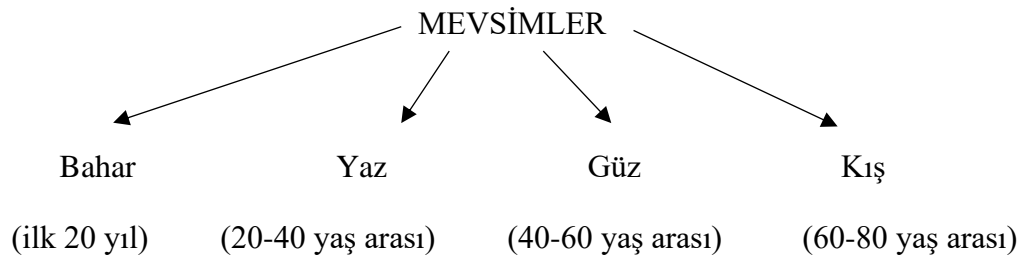 MEVSİMLER
Bahar Yaz Güz Kış
(ilk 20 yıl) (20-40 yaş arası) (40-60 yaş arası) (60-80 yaş arası)